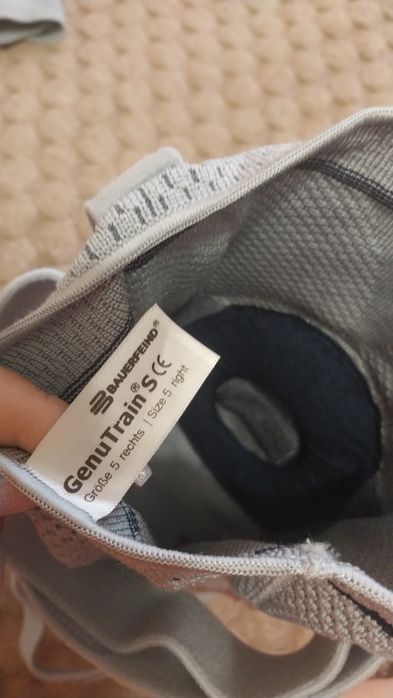 BAUERFEIND®
GenuTrain® S CE
Größe 5 rechts | Size 5 right